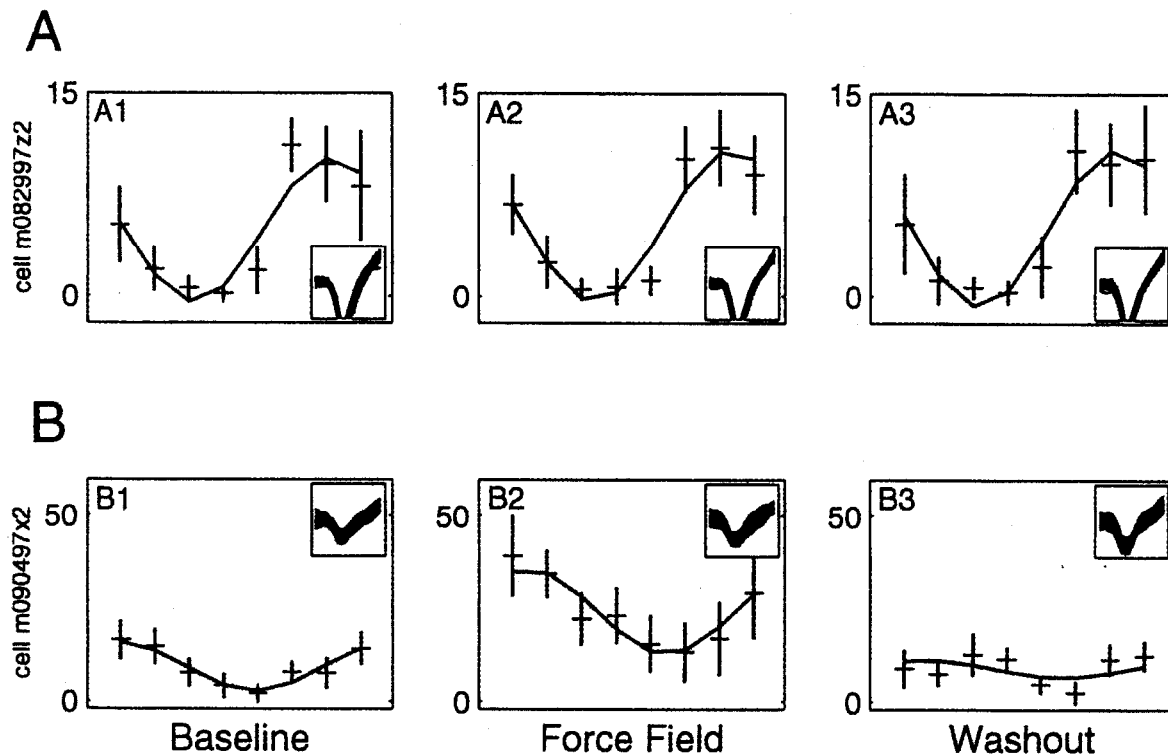 A
15
0
cell m082997z2
A1
A2
15
0
A3
15
0
B
50
0
cell m090497x2
B1
B2
50
0
B3
50
0
Baseline
Force Field
Washout